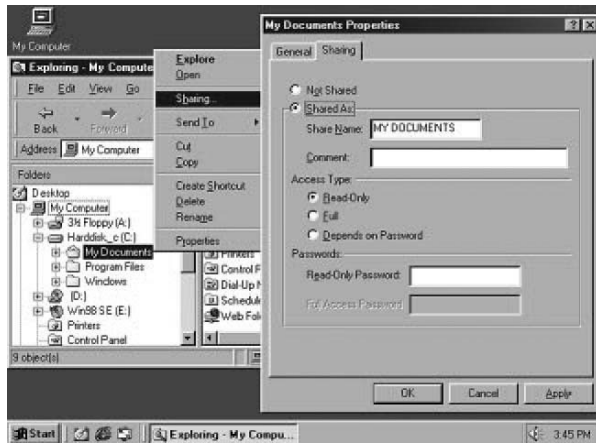 My Computer
Exploring - My Compute
File Edit View Go
Back Forward
Address My Computer
Folders
Desktop
My Computer
3½ Floppy (A:)
Harddisk_c (C:)
My Documents
Program Files
Windows
(D:)
Win98 SE (E:)
Printers
Control Panel
9 object(s)
Explore
Open
Sharing...
Send To
Cut
Copy
Create Shortcut
Delete
Rename
Properties
Printers
Control P
Dial-Up N
Schedule
Web Fold
My Documents Properties
General Sharing
Not Shared
Shared As:
Share Name: MY DOCUMENTS
Comment:
Access Type:
Read-Only
Full
Depends on Password
Passwords:
Read-Only Password:
Full Access Password:
OK Cancel Apply
Start Exploring - My Compu... 3:45 PM